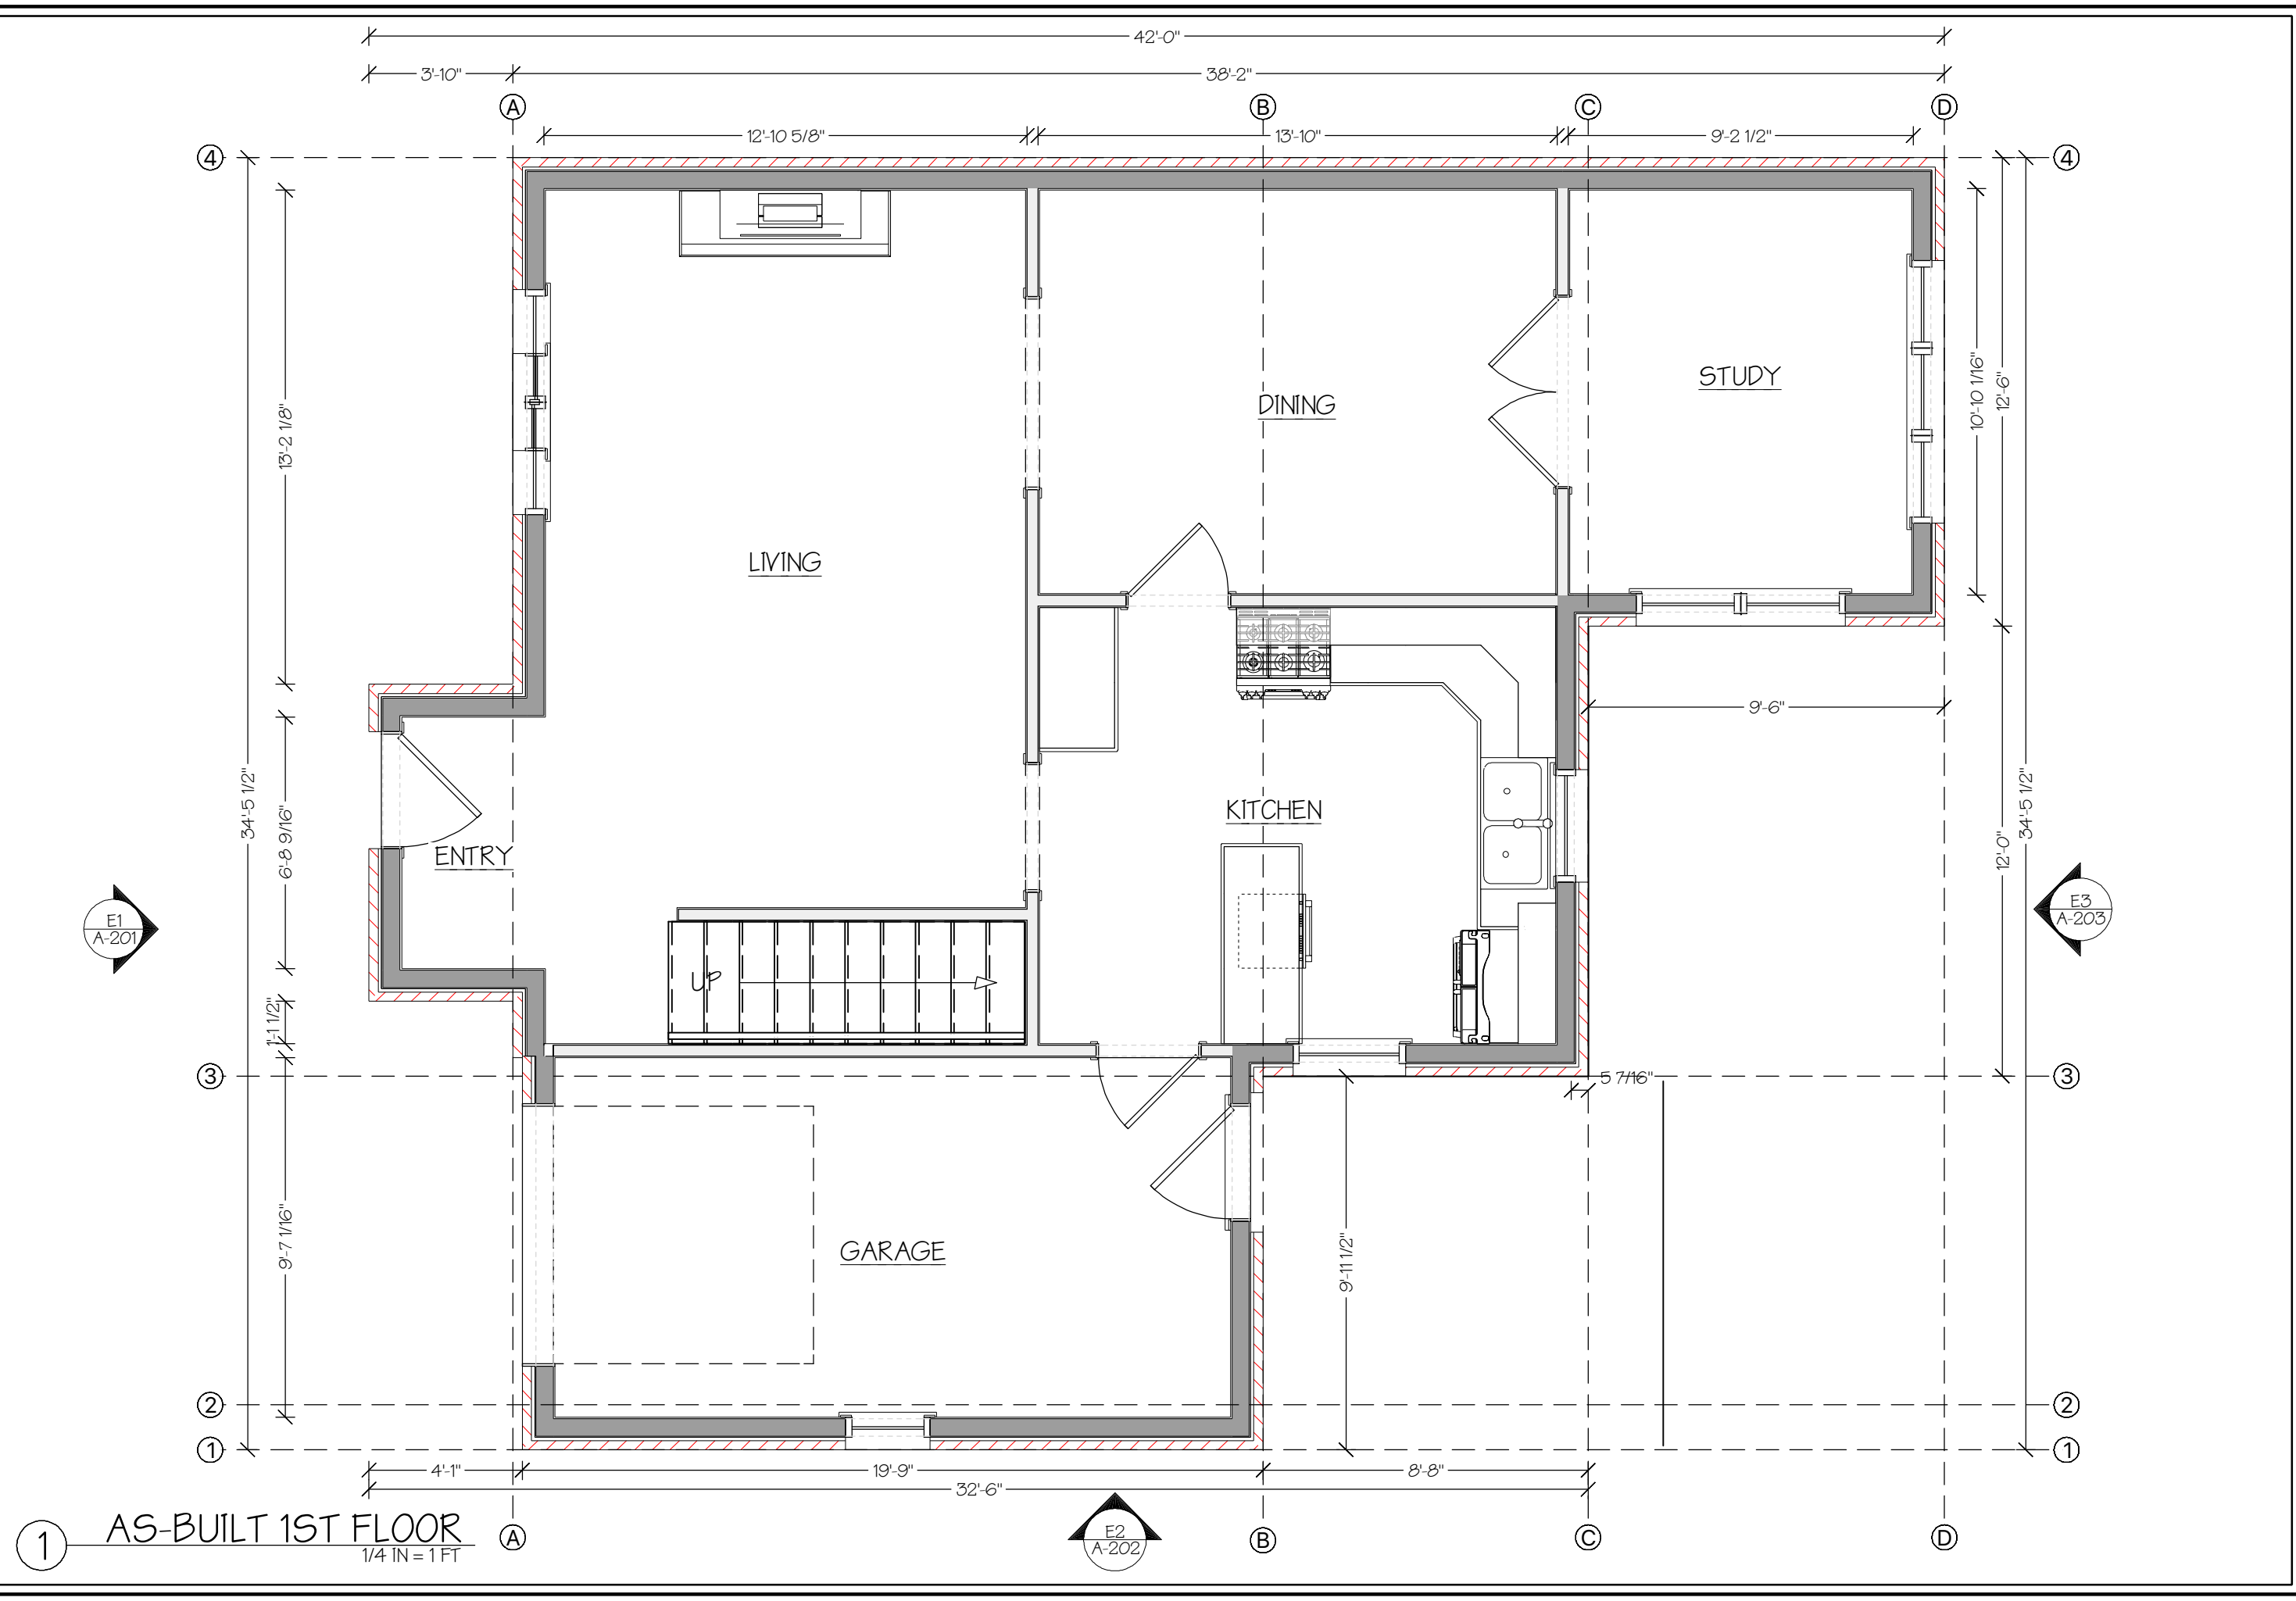 42'-0"
3'-10"
38'-2"
A
B
C
D
12'-10 5/8"
13'-10"
9'-2 1/2"
4
4
STUDY
DINING
10'-10 1/16"
12'-6"
13'-2 1/8"
LIVING
9'-6"
34'-5 1/2"
6'-8 9/16"
KITCHEN
12'-0"
34'-5 1/2"
ENTRY
E1
A-201
E3
A-203
UP
1'-1 1/2"
3
5 7/16"
3
9'-7 1/16"
GARAGE
9'-11 1/2"
2
2
1
1
4'-1"
19'-9"
8'-8"
32'-6"
1
AS-BUILT 1ST FLOOR
1/4 IN = 1 FT
A
E2
A-202
B
C
D